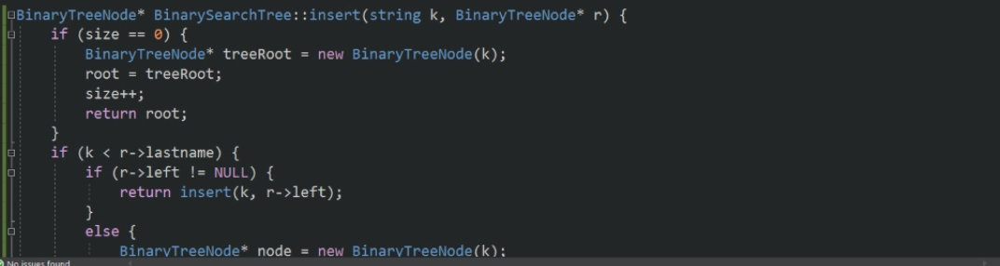 BinaryTreeNode* BinarySearchTree::insert(string k, BinaryTreeNode* r) {
    if (size == 0) {
        BinaryTreeNode* treeRoot = new BinaryTreeNode(k);
        root = treeRoot;
        size++;
        return root;
    }
    if (k < r->lastname) {
        if (r->left != NULL) {
            return insert(k, r->left);
        }
        else {
            BinaryTreeNode* node = new BinaryTreeNode(k);
No issues found